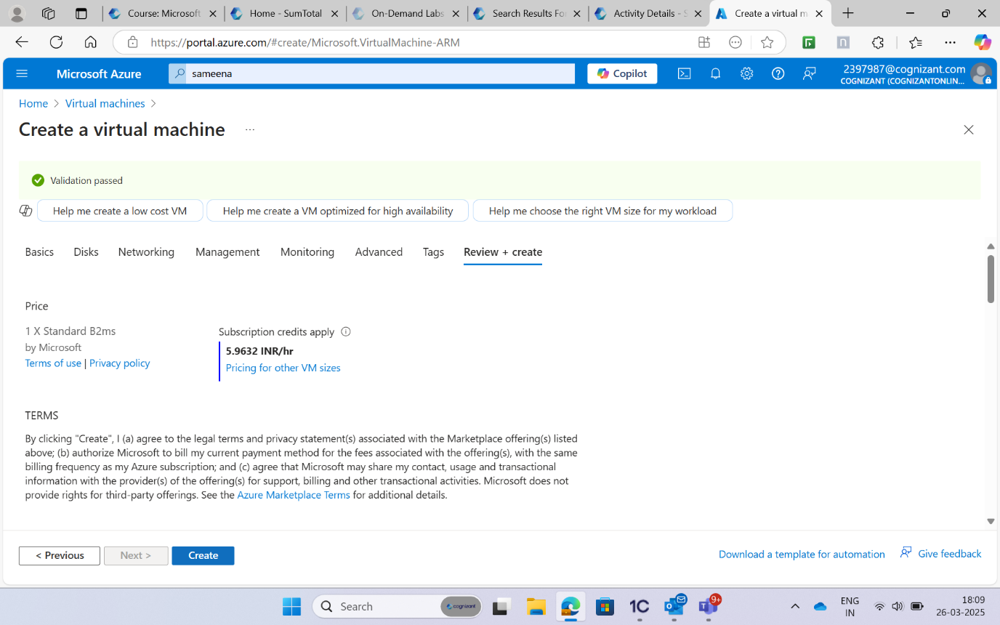 Course: Microsoft
Home - SumTotal
On-Demand Labs
Search Results Fo
Activity Details - S
Create a virtual m
https://portal.azure.com/#create/Microsoft.VirtualMachine-ARM
Microsoft Azure
sameena
Copilot
2397987@cognizant.com
COGNIZANT (COGNIZANTONLIN...
Home > Virtual machines >
Create a virtual machine ...
Validation passed
Help me create a low cost VM
Help me create a VM optimized for high availability
Help me choose the right VM size for my workload
Basics
Disks
Networking
Management
Monitoring
Advanced
Tags
Review + create
Price
1 X Standard B2ms
by Microsoft
Terms of use | Privacy policy
Subscription credits apply
5.9632 INR/hr
Pricing for other VM sizes
TERMS
By clicking "Create", I (a) agree to the legal terms and privacy statement(s) associated with the Marketplace offering(s) listed
above; (b) authorize Microsoft to bill my current payment method for the fees associated with the offering(s), with the same
billing frequency as my Azure subscription; and (c) agree that Microsoft may share my contact, usage and transactional
information with the provider(s) of the offering(s) for support, billing and other transactional activities. Microsoft does not
provide rights for third-party offerings. See the Azure Marketplace Terms for additional details.
< Previous
Next >
Create
Download a template for automation
Give feedback
Search
cognizant
1C
9+
ENG
IN
18:09
26-03-2025